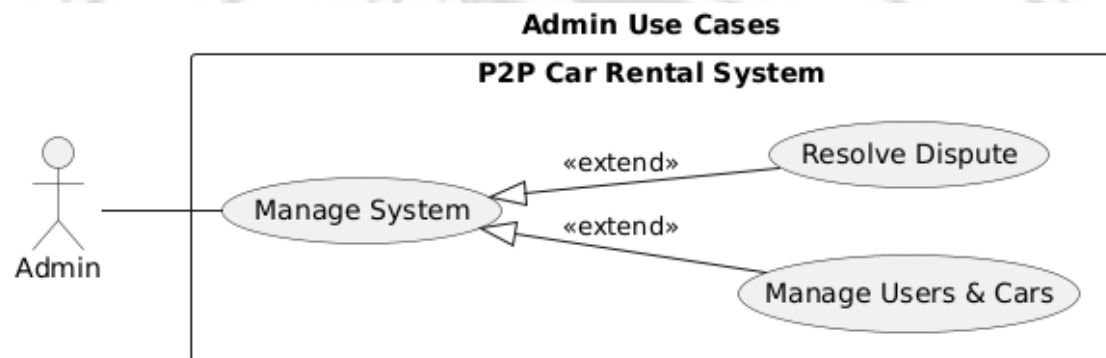 Admin Use Cases
P2P Car Rental System
Resolve Dispute
«extend»
Manage System
«extend»
Admin
Manage Users & Cars